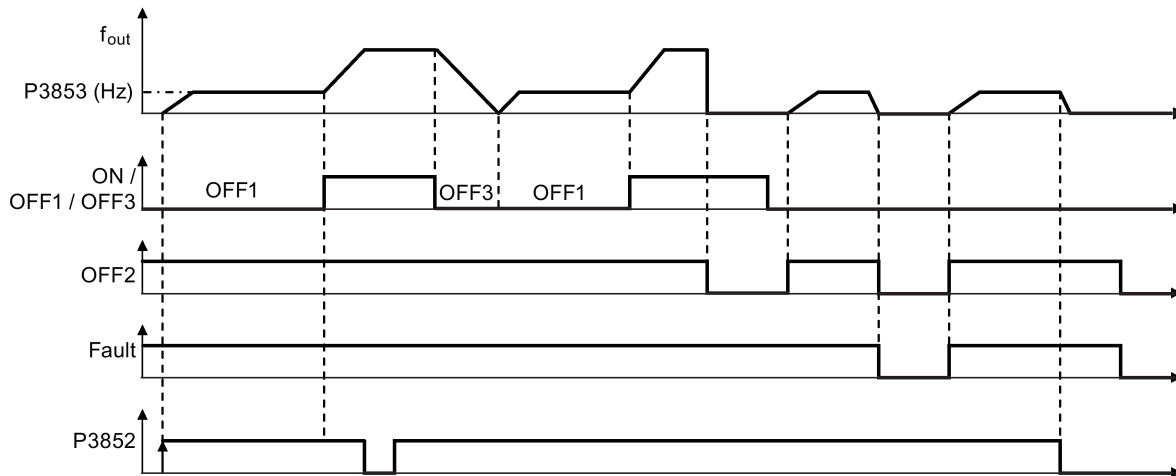 fout
P3853 (Hz)
ON /
OFF1 / OFF3
OFF1
OFF3
OFF1
OFF2
Fault
P3852